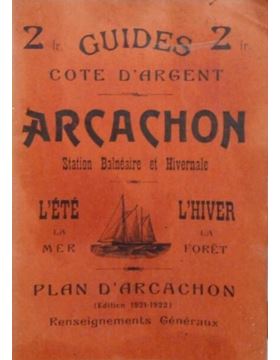 2 fr. GUIDES 2 fr.
COTE D'ARGENT
ARCACHON
Station Balnéaire et Hivernale
L'ÉTÉ L'HIVER
LA LA
MER FORÊT
PLAN D'ARCACHON
(Edition 1921-1922)
Renseignements Généraux